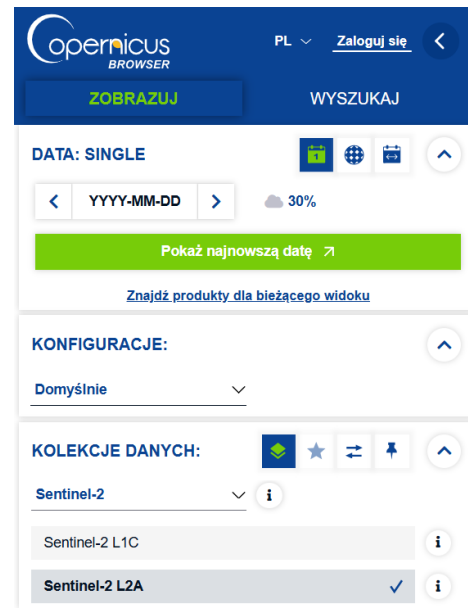 Copernicus
BROWSER
PL
Zaloguj się
ZOBRAZUJ
WYSZUKAJ
DATA: SINGLE
1
YYYY-MM-DD
30%
Pokaż najnowszą datę
Znajdź produkty dla bieżącego widoku
KONFIGURACJE:
Domyślnie
KOLEKCJE DANYCH:
Sentinel-2
i
Sentinel-2 L1C
i
Sentinel-2 L2A
i